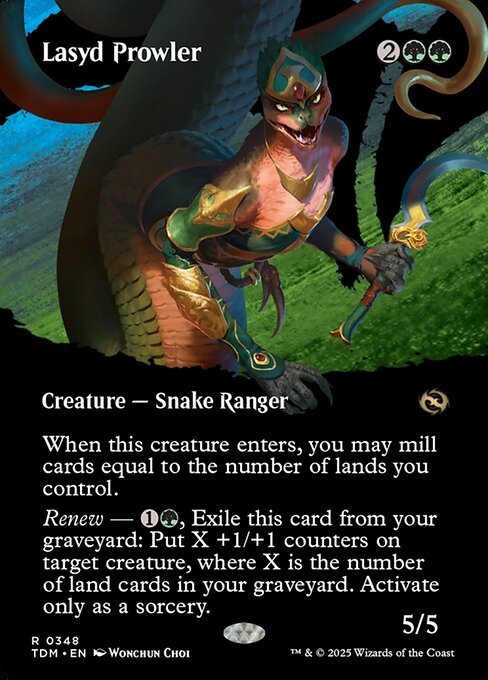 Lasyd Prowler 2
Creature — Snake Ranger
When this creature enters, you may mill
cards equal to the number of lands you
control.
Renew — 1, Exile this card from your
graveyard: Put X +1/+1 counters on
target creature, where X is the number
of land cards in your graveyard. Activate
only as a sorcery.
5/5
R 0348
TDM • EN Wonchun Choi
™ & © 2025 Wizards of the Coast